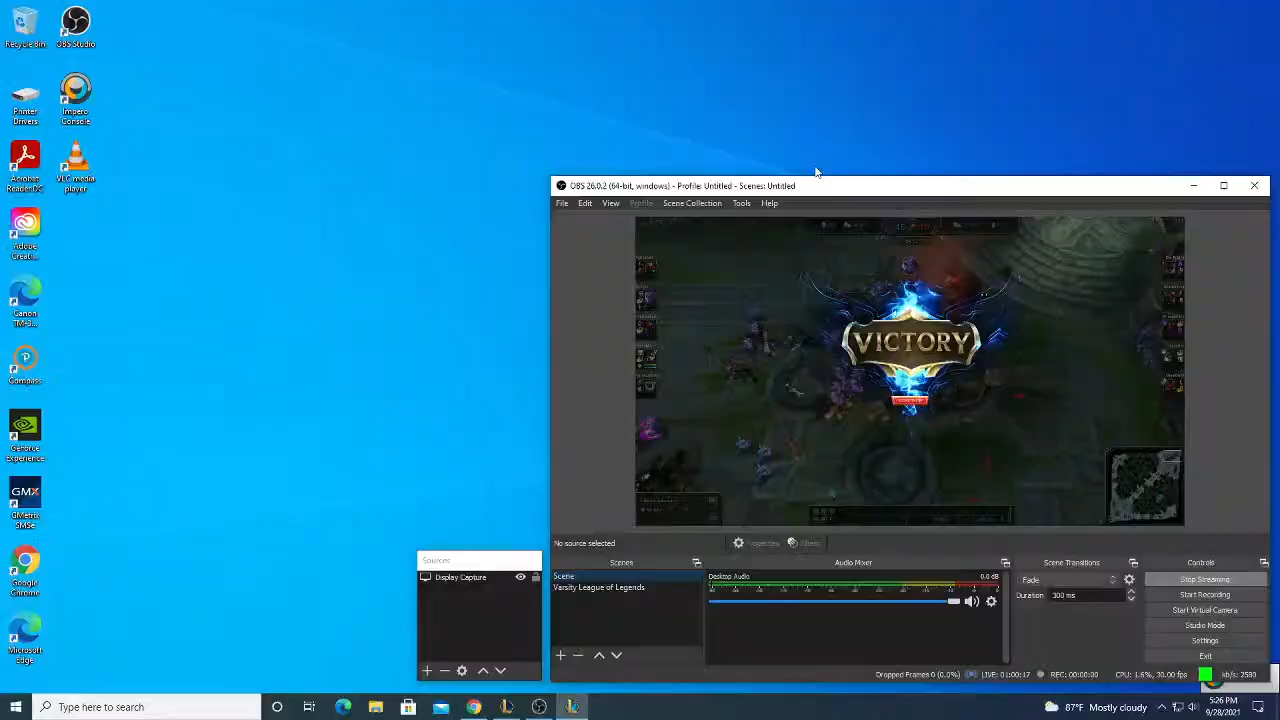 Recycle Bin
OBS Studio
Printer
Drivers
Impero
Console
Acrobat
Reader DC
VLC media
player
Adobe
Creati...
Canon
TM-S...
Compass
GeForce
Experience
GMX
GMetrix
SMSe
Google
Chrome
Microsoft
Edge
OBS 26.0.2 (64-bit, windows) - Profile: Untitled - Scenes: Untitled
File Edit View Profile Scene Collection Tools Help
VICTORY
No source selected
Properties Filters
Sources
Display Capture
Scenes
Scene
Varsity League of Legends
Audio Mixer
Desktop Audio 0.0 dB
Scene Transitions
Fade
Duration 300 ms
Controls
Stop Streaming
Start Recording
Start Virtual Camera
Studio Mode
Settings
Exit
Dropped Frames 0 (0.0%) LIVE: 01:00:17 REC: 00:00:00 CPU: 1.6%, 30.00 fps kb/s: 2580
Type here to search
87°F Mostly cloudy
5:26 PM
9/28/2021